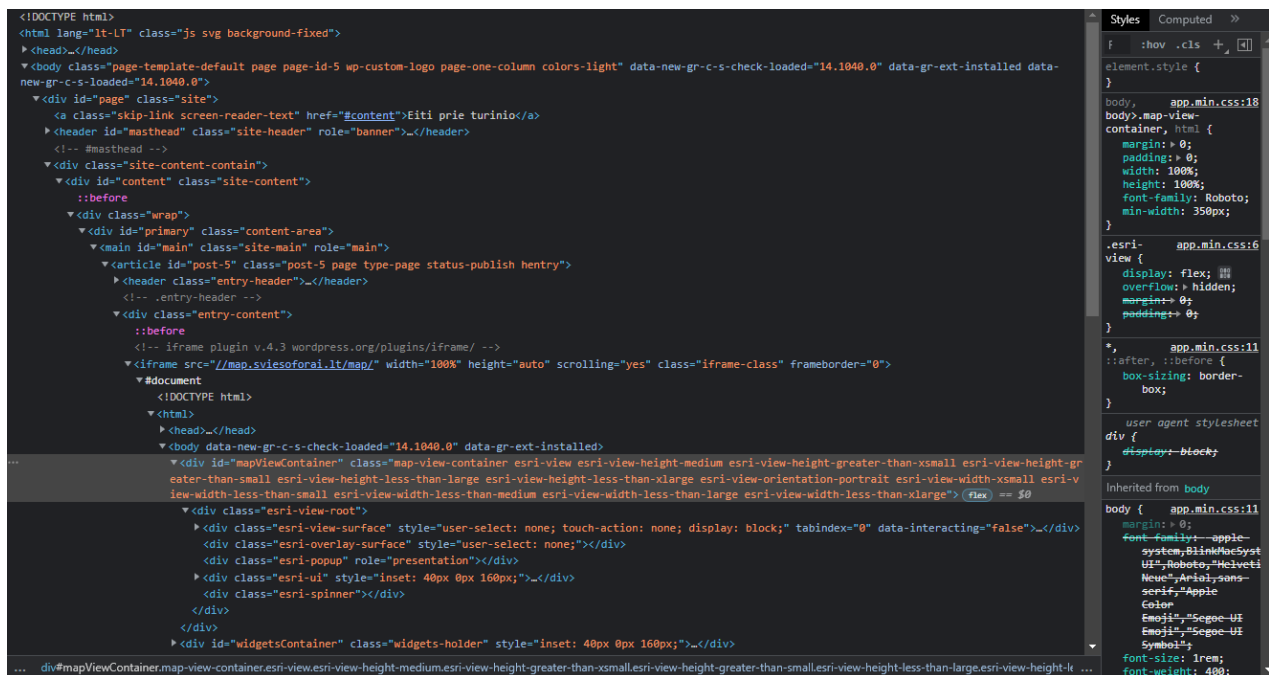 <!DOCTYPE html>
<html lang="lt-LT" class="js svg background-fixed">
<head>…</head>
<body class="page-template-default page page-id-5 wp-custom-logo page-one-column colors-light" data-new-gr-c-s-check-loaded="14.1040.0" data-gr-ext-installed data-
new-gr-c-s-loaded="14.1040.0">
<div id="page" class="site">
<a class="skip-link screen-reader-text" href="#content">Eiti prie turinio</a>
<header id="masthead" class="site-header" role="banner">…</header>
<!-- #masthead -->
<div class="site-content-contain">
<div id="content" class="site-content">
::before
<div class="wrap">
<div id="primary" class="content-area">
<main id="main" class="site-main" role="main">
<article id="post-5" class="post-5 page type-page status-publish hentry">
<header class="entry-header">…</header>
<!-- .entry-header -->
<div class="entry-content">
::before
<!-- iframe plugin v.4.3 wordpress.org/plugins/iframe/ -->
<iframe src="//map.sviesoforai.lt/map/" width="100%" height="auto" scrolling="yes" class="iframe-class" frameborder="0">
#document
<!DOCTYPE html>
<html>
<head>…</head>
<body data-new-gr-c-s-check-loaded="14.1040.0" data-gr-ext-installed>
… <div id="mapViewContainer" class="map-view-container esri-view esri-view-height-medium esri-view-height-greater-than-xsmall esri-view-height-gr
eater-than-small esri-view-height-less-than-large esri-view-height-less-than-xlarge esri-view-orientation-portrait esri-view-width-xsmall esri-v
iew-width-less-than-small esri-view-width-less-than-medium esri-view-width-less-than-large esri-view-width-less-than-xlarge"> flex == $0
<div class="esri-view-root">
<div class="esri-view-surface" style="user-select: none; touch-action: none; display: block;" tabindex="0" data-interacting="false">…</div>
<div class="esri-overlay-surface" style="user-select: none;"></div>
<div class="esri-popup" role="presentation"></div>
<div class="esri-ui" style="inset: 40px 0px 160px;">…</div>
<div class="esri-spinner"></div>
</div>
</div>
<div id="widgetsContainer" class="widgets-holder" style="inset: 40px 0px 160px;">…</div>
… div#mapViewContainer.map-view-container.esri-view.esri-view-height-medium.esri-view-height-greater-than-xsmall.esri-view-height-greater-than-small.esri-view-height-less-than-large.esri-view-height-le …
Styles Computed »
F :hov .cls +
element.style {
}
body, app.min.css:18
body>.map-view-
container, html {
margin: 0;
padding: 0;
width: 100%;
height: 100%;
font-family: Roboto;
min-width: 350px;
}
.esri- app.min.css:6
view {
display: flex;
overflow: hidden;
margin: 0;
padding: 0;
}
*, app.min.css:11
::after, ::before {
box-sizing: border-
box;
}
user agent stylesheet
div {
display: block;
}
Inherited from body
body { app.min.css:11
margin: 0;
font-family: -apple-
system,BlinkMacSyst
UI",Roboto,"Helveti
Neue",Arial,sans-
serif,"Apple
Color
Emoji","Segoe UI
Emoji","Segoe UI
Symbol";
font-size: 1rem;
font-weight: 400;